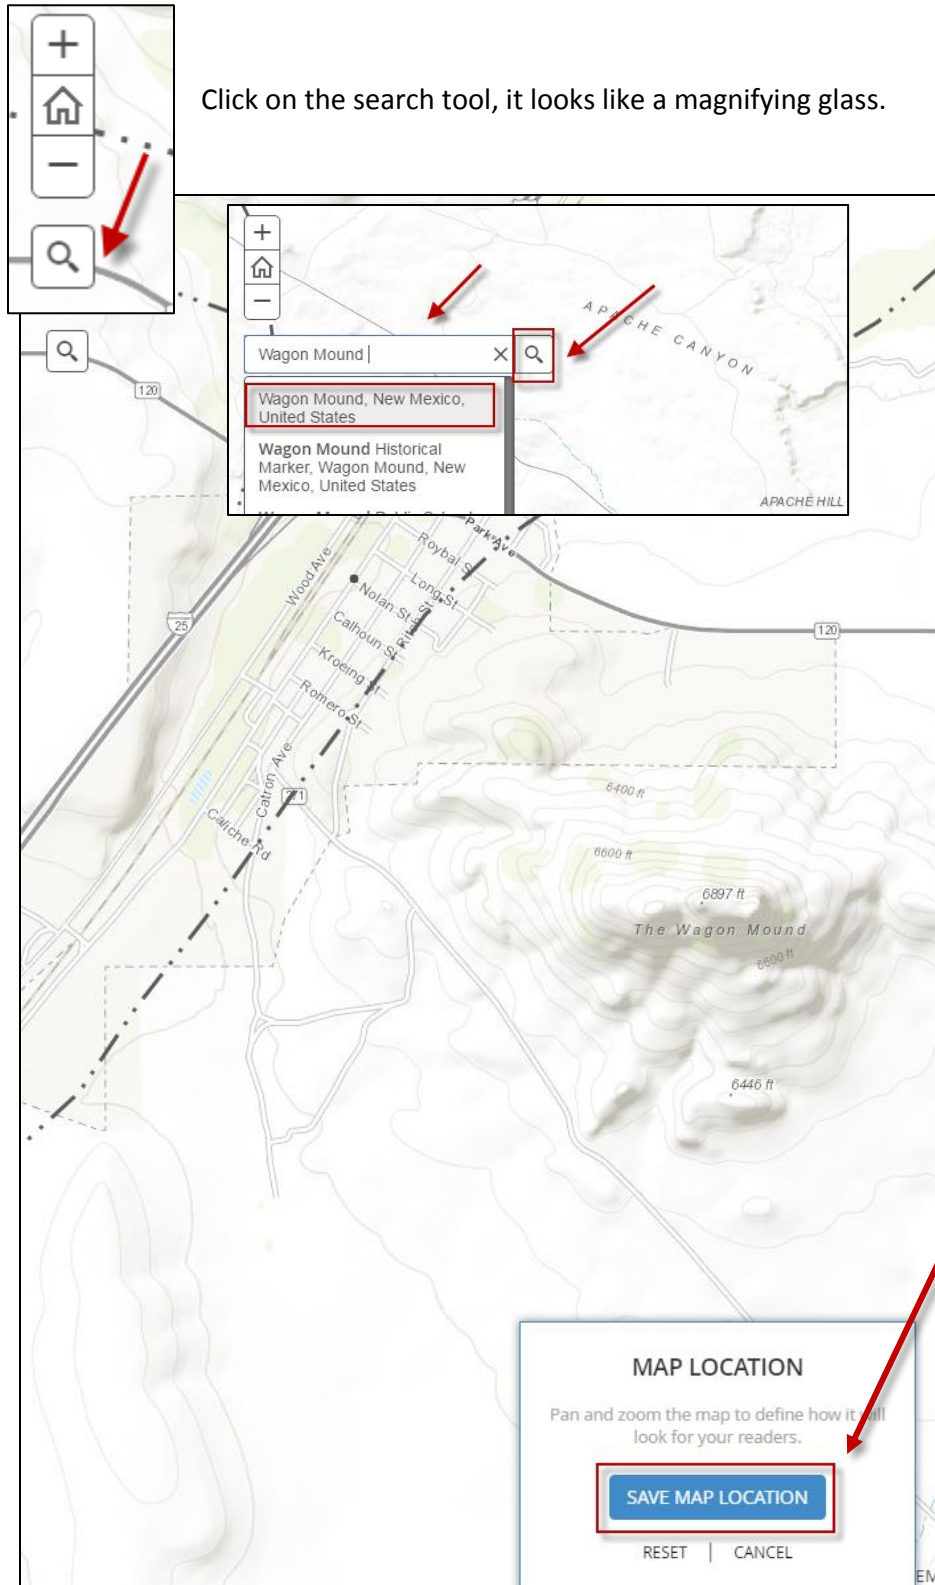 Click on the search tool, it looks like a magnifying glass.
Wagon Mound
Wagon Mound, New Mexico,
United States
Wagon Mound Historical
Marker, Wagon Mound, New
Mexico, United States
APACHE CANYON
APACHE HILL
120
Park Ave
Roybal St
Wood Ave
Long St
Nolan St
25
Calhoun St
120
Kroeing St
Romero St
Catron Ave
271
Caliche Rd
6400 ft
6600 ft
6897 ft
The Wagon Mound
6600 ft
6446 ft
MAP LOCATION
Pan and zoom the map to define how it will
look for your readers.
SAVE MAP LOCATION
RESET | CANCEL
EM